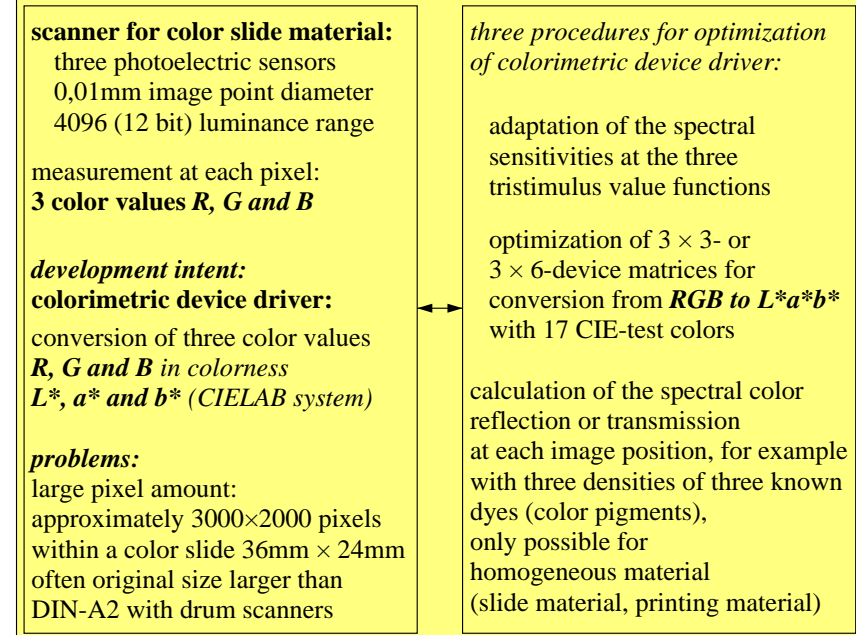 scanner for color slide material:
three photoelectric sensors
0,01mm image point diameter
4096 (12 bit) luminance range
measurement at each pixel:
3 color values R, G and B
development intent:
colorimetric device driver:
conversion of three color values
R, G and B in colorness
L*, a* and b* (CIELAB system)
problems:
large pixel amount:
approximately 3000×2000 pixels
within a color slide 36mm × 24mm
often original size larger than
DIN-A2 with drum scanners
three procedures for optimization
of colorimetric device driver:
adaptation of the spectral
sensitivities at the three
tristimulus value functions
optimization of 3 × 3- or
3 × 6-device matrices for
conversion from RGB to L*a*b*
with 17 CIE-test colors
calculation of the spectral color
reflection or transmission
at each image position, for example
with three densities of three known
dyes (color pigments),
only possible for
homogeneous material
(slide material, printing material)